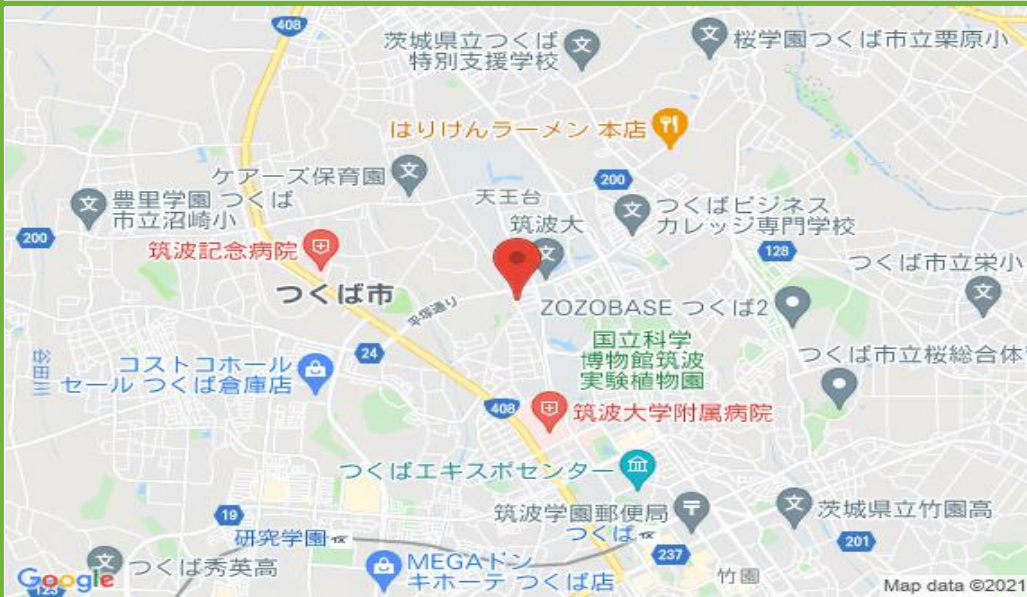 408
茨城県立つくば
特別支援学校
桜学園つくば市立栗原小
はりけんラーメン 本店
ケアーズ保育園
200
天王台
豊里学園 つくば
市立沼崎小
つくばビジネス
カレッジ専門学校
筑波大
200
筑波記念病院
128
つくば市立栄小
つくば市
平塚通り
ZOZOBASE つくば2
国立科学
博物館筑波
実験植物園
24
谷田川
コストコホール
セール つくば倉庫店
つくば市立桜総合体
408
筑波大学附属病院
つくばエキスポセンター
19
筑波学園郵便局
茨城県立竹園高
研究学園
つくば
201
237
MEGAドン
キホーテ つくば店
つくば秀英高
竹園
Google
123
Map data ©2021